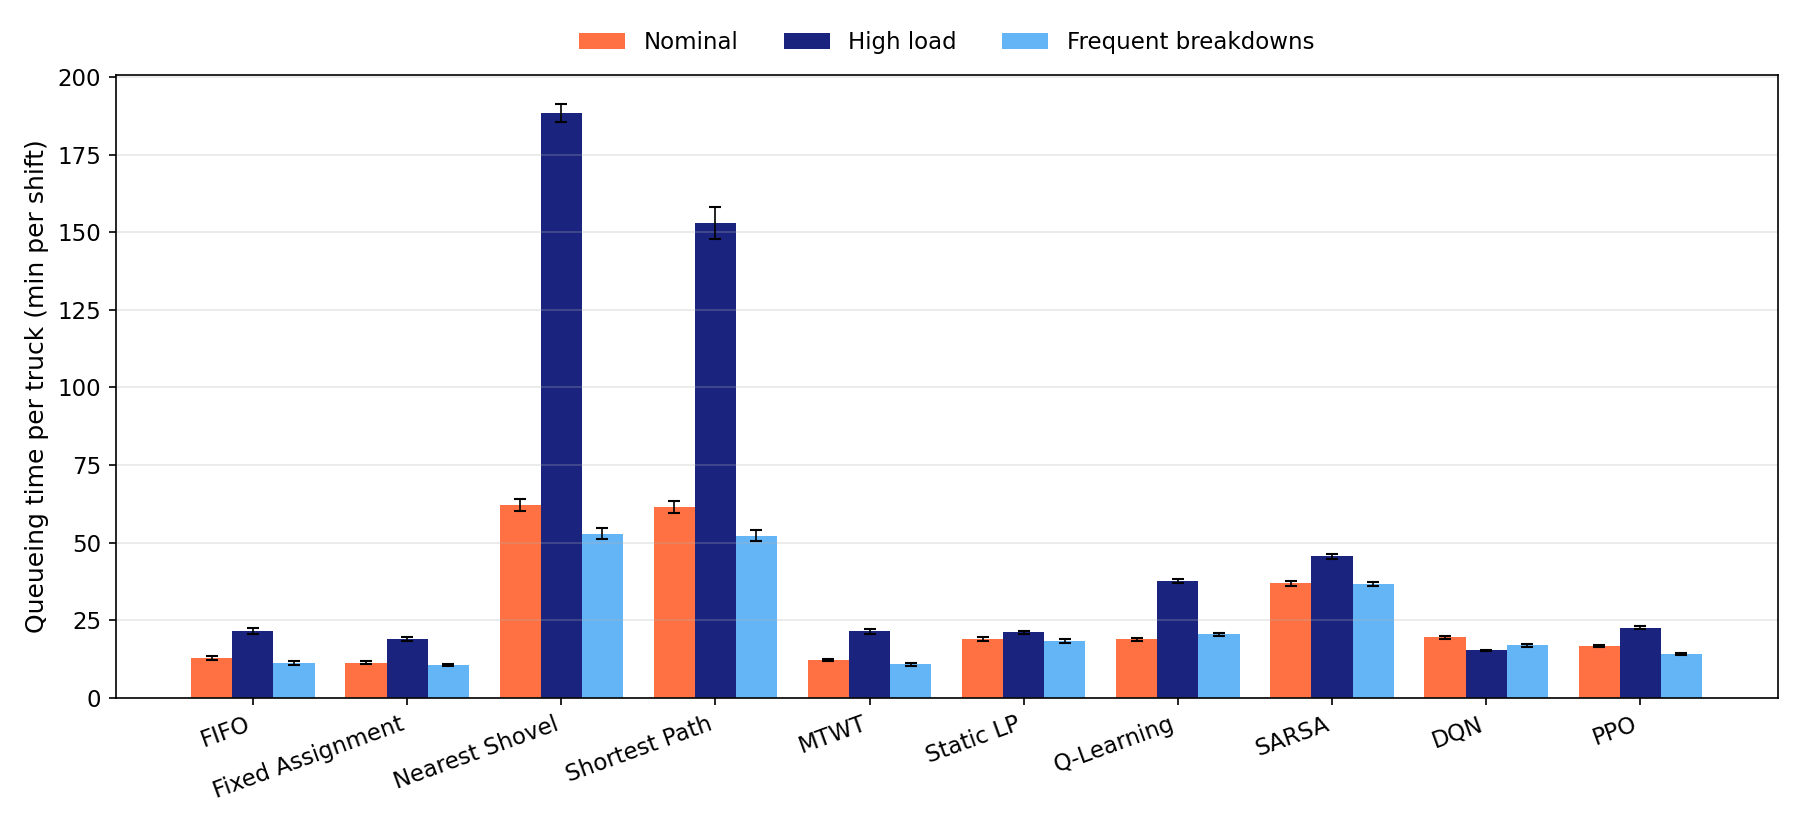 Nominal High load Frequent breakdowns
Queueing time per truck (min per shift)
200
175
150
125
100
75
50
25
0
FIFO
Fixed Assignment
Nearest Shovel
Shortest Path
MTWT
Static LP
Q-Learning
SARSA
DQN
PPO